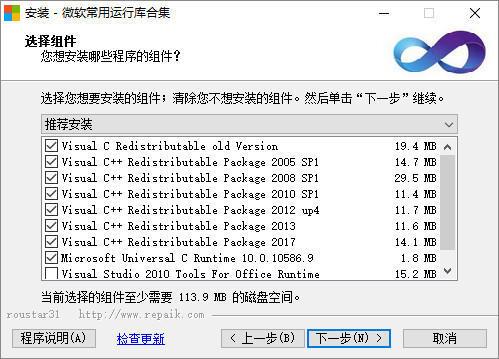 安装 - 微软常用运行库合集
选择组件
您想安装哪些程序的组件？
选择您想要安装的组件；清除您不想安装的组件。然后单击“下一步”继续。
推荐安装
Visual C Redistributable old Version 19.4 MB
Visual C++ Redistributable Package 2005 SP1 14.7 MB
Visual C++ Redistributable Package 2008 SP1 29.5 MB
Visual C++ Redistributable Package 2010 SP1 11.4 MB
Visual C++ Redistributable Package 2012 up4 11.7 MB
Visual C++ Redistributable Package 2013 11.6 MB
Visual C++ Redistributable Package 2017 14.1 MB
Microsoft Universal C Runtime 10.0.10586.9 1.8 MB
Visual Studio 2010 Tools For Office Runtime 15.2 MB
当前选择的组件至少需要 113.9 MB 的磁盘空间。
roustar31 http://www.repaik.com
程序说明(A) 检查更新 < 上一步(B) 下一步(N) > 取消